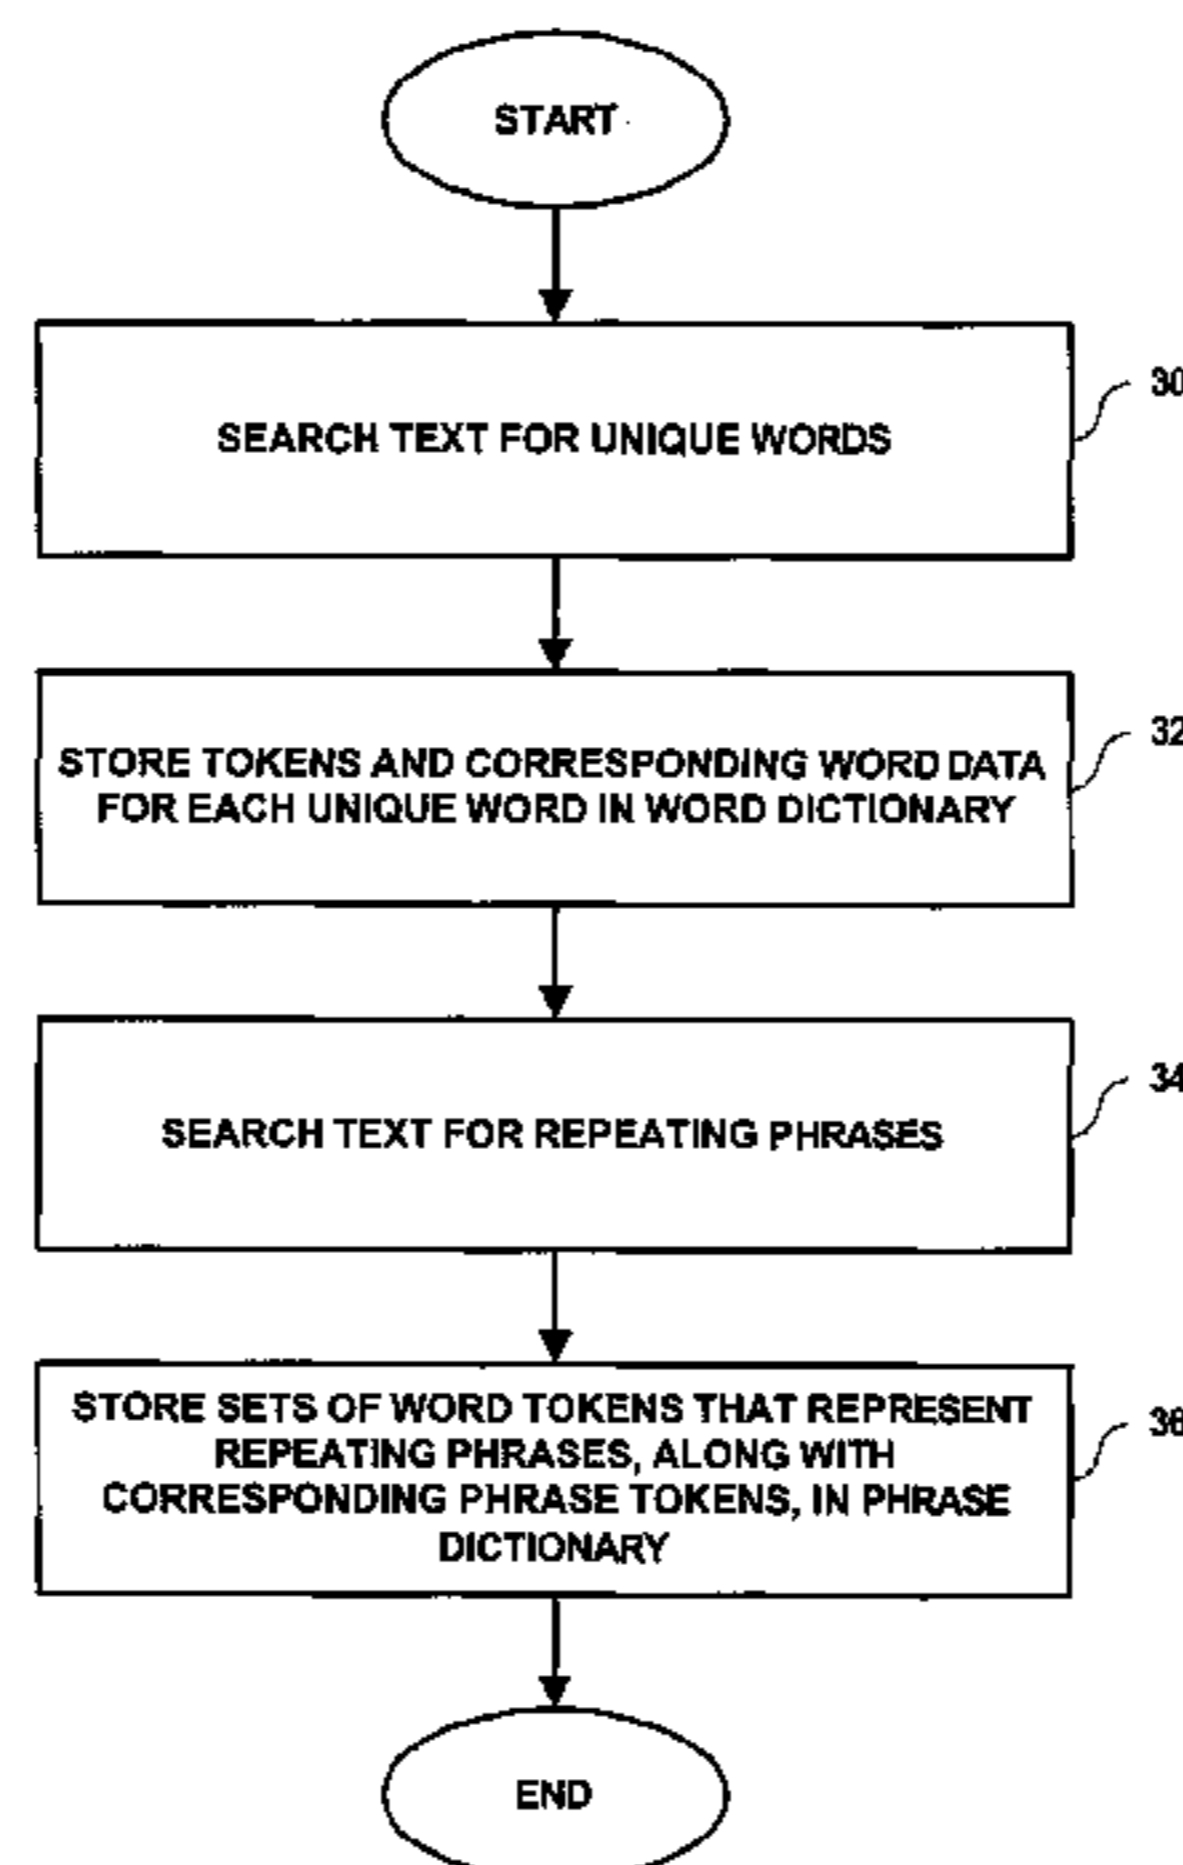 START
30
SEARCH TEXT FOR UNIQUE WORDS
32
STORE TOKENS AND CORRESPONDING WORD DATA
FOR EACH UNIQUE WORD IN WORD DICTIONARY
34
SEARCH TEXT FOR REPEATING PHRASES
36
STORE SETS OF WORD TOKENS THAT REPRESENT
REPEATING PHRASES, ALONG WITH
CORRESPONDING PHRASE TOKENS, IN PHRASE
DICTIONARY
END